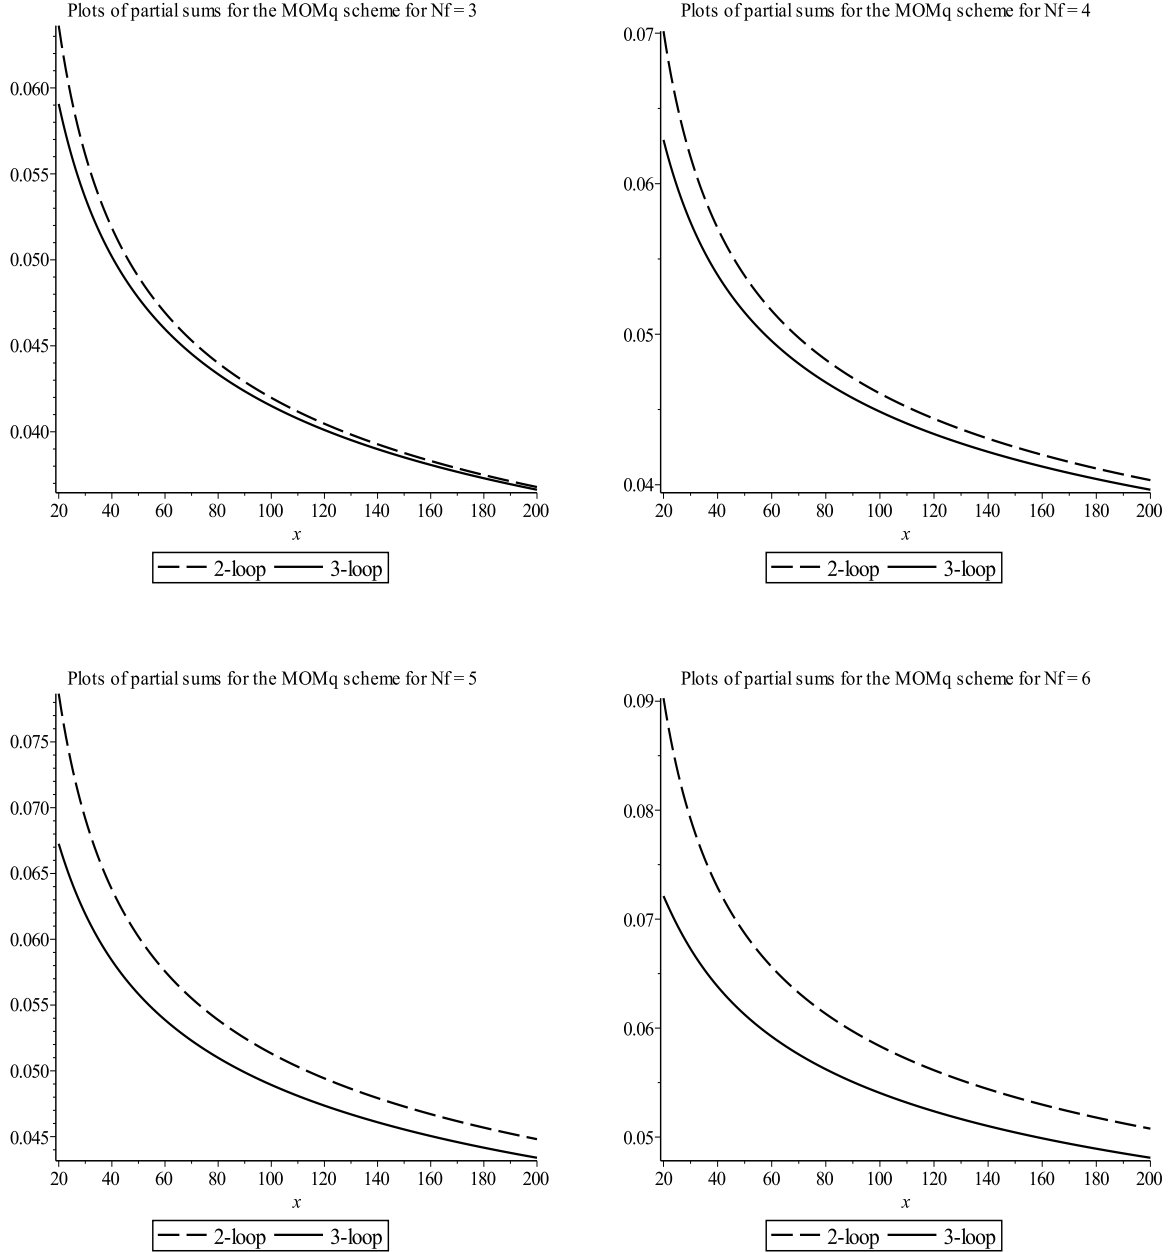 Plots of partial sums for the MOMq scheme for Nf = 3
0.060
0.055
0.050
0.045
0.040
20 40 60 80 100 120 140 160 180 200
x
2-loop 3-loop
Plots of partial sums for the MOMq scheme for Nf = 4
0.07
0.06
0.05
0.04
20 40 60 80 100 120 140 160 180 200
x
2-loop 3-loop
Plots of partial sums for the MOMq scheme for Nf = 5
0.075
0.070
0.065
0.060
0.055
0.050
0.045
20 40 60 80 100 120 140 160 180 200
x
2-loop 3-loop
Plots of partial sums for the MOMq scheme for Nf = 6
0.09
0.08
0.07
0.06
0.05
20 40 60 80 100 120 140 160 180 200
x
2-loop 3-loop